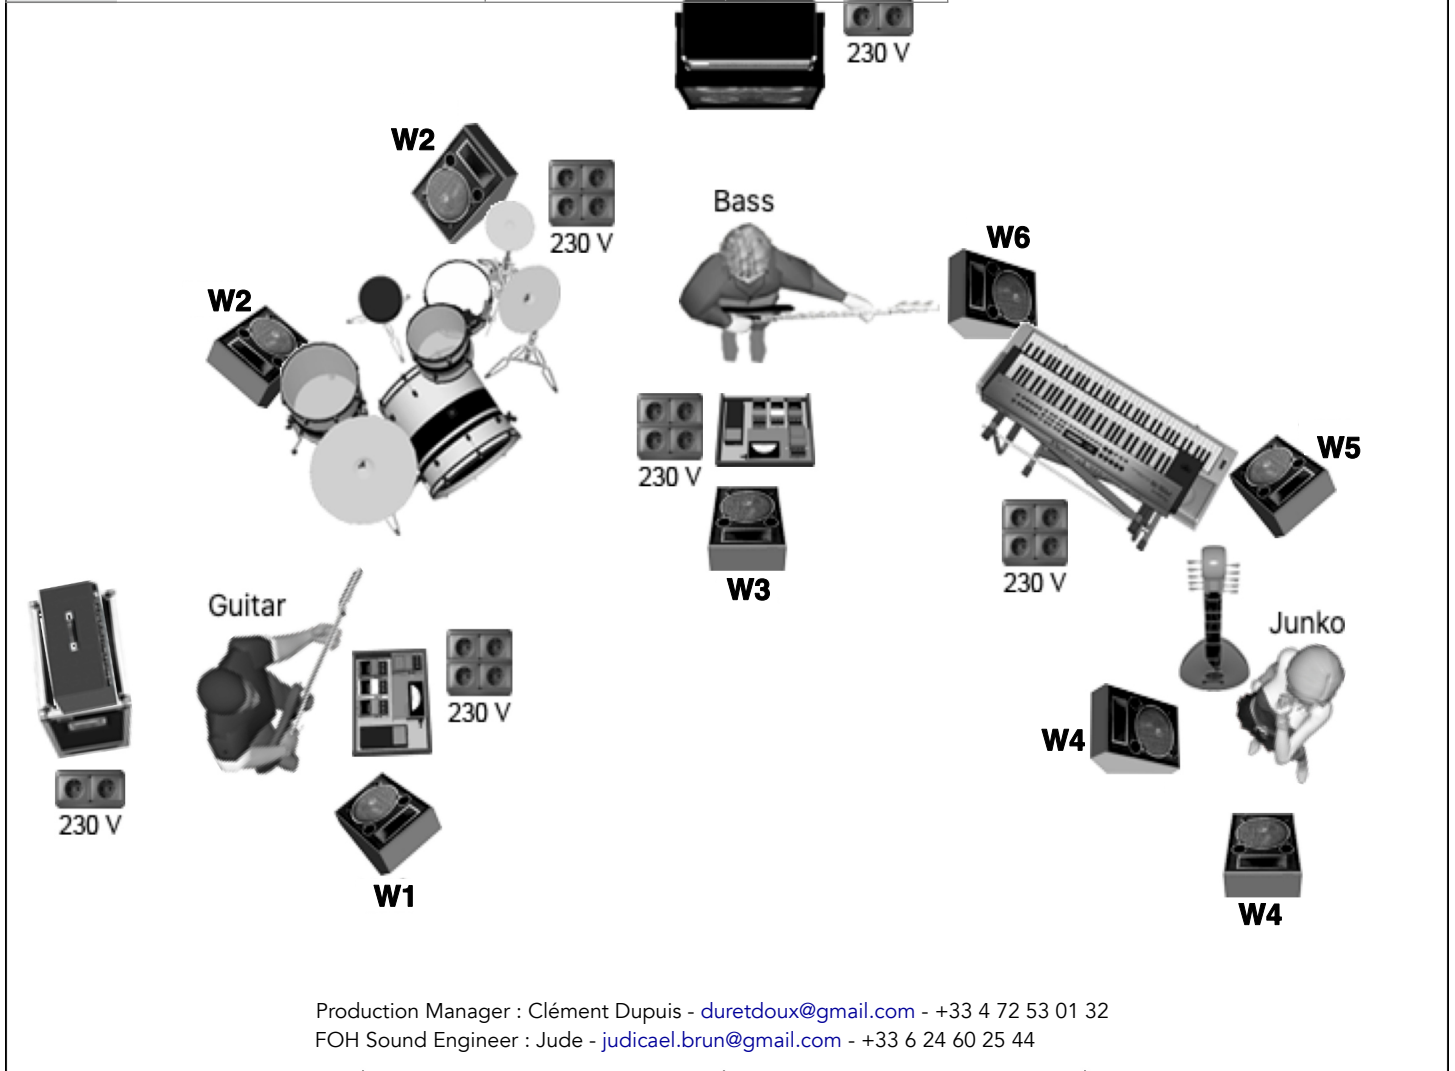 230 V
W2
230 V
Bass
W6
W2
W5
230 V
W3
230 V
Guitar
Junko
230 V
W4
230 V
W1
W4
Production Manager : Clément Dupuis - duretdoux@gmail.com - +33 4 72 53 01 32
FOH Sound Engineer : Jude - judicael.brun@gmail.com - +33 6 24 60 25 44